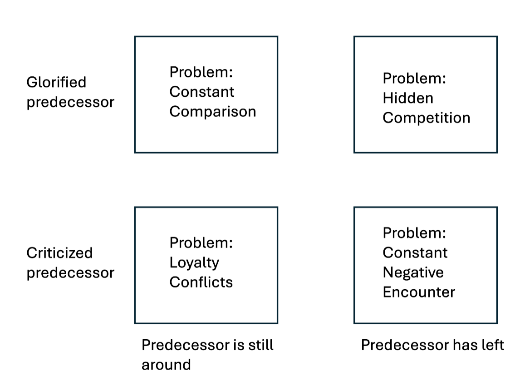 Glorified
predecessor
Problem:
Constant
Comparison
Problem:
Hidden
Competition
Criticized
predecessor
Problem:
Loyalty
Conflicts
Problem:
Constant
Negative
Encounter
Predecessor is still
around
Predecessor has left